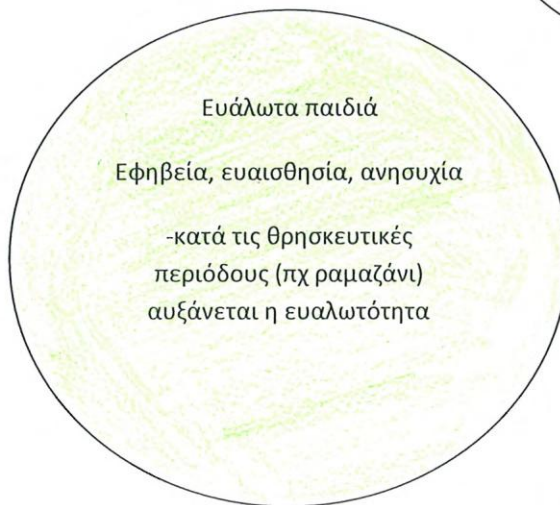 Ευάλωτα παιδιά
Εφηβεία, ευαισθησία, ανησυχία
-κατά τις θρησκευτικές
περιόδους (πχ ραμαζάνι)
αυξάνεται η ευαλωτότητα